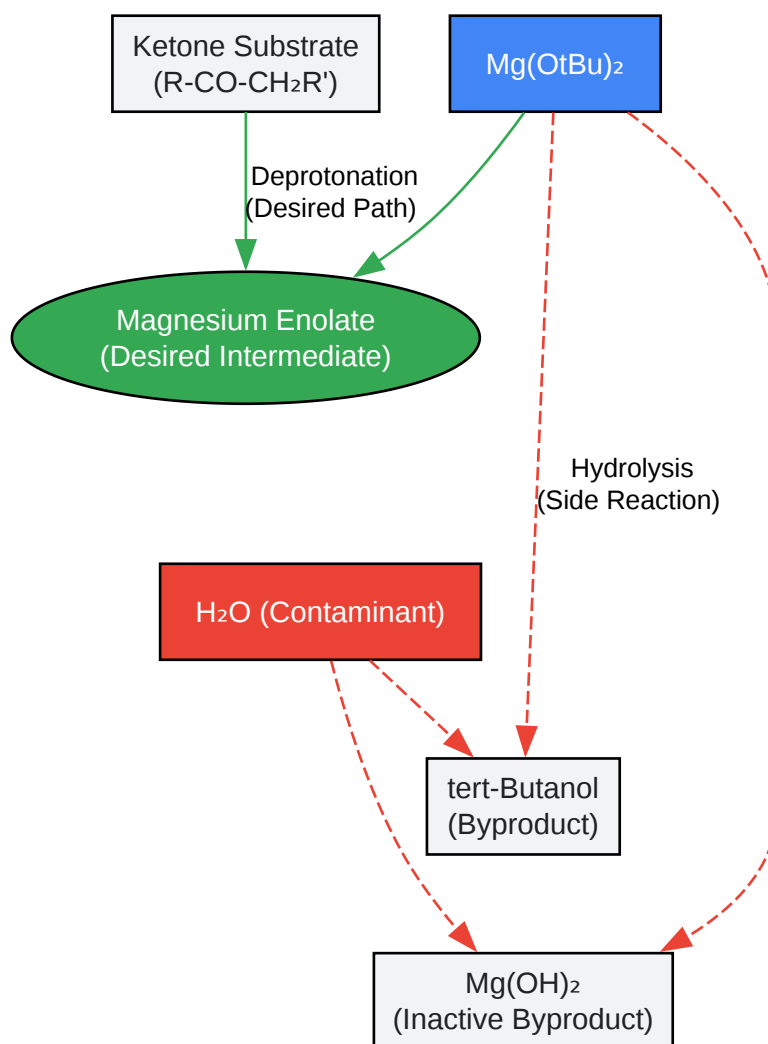 Ketone Substrate
(R-CO-CH₂R')
Mg(OtBu)₂
Deprotonation
(Desired Path)
Magnesium Enolate
(Desired Intermediate)
Hydrolysis
(Side Reaction)
H₂O (Contaminant)
tert-Butanol
(Byproduct)
Mg(OH)₂
(Inactive Byproduct)